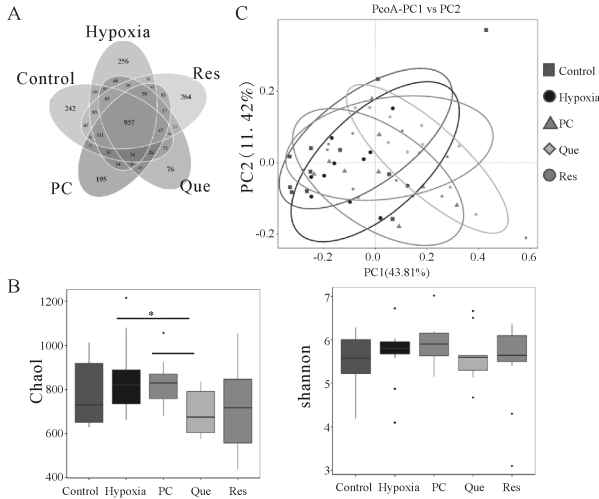 A
Hypoxia
256
Control
Res
242
264
957
111
PC
195
Que
76
C
PcoA-PC1 vs PC2
PC2 (11. 42%)
0.2
0.0
-0.2
-0.2
0.0
0.2
0.4
0.6
PC1(43.81%)
Control
Hypoxia
PC
Que
Res
B
Chaol
1200
1000
800
600
400
*
Control
Hypoxia
PC
Que
Res
shannon
7
6
5
4
3
Control
Hypoxia
PC
Que
Res